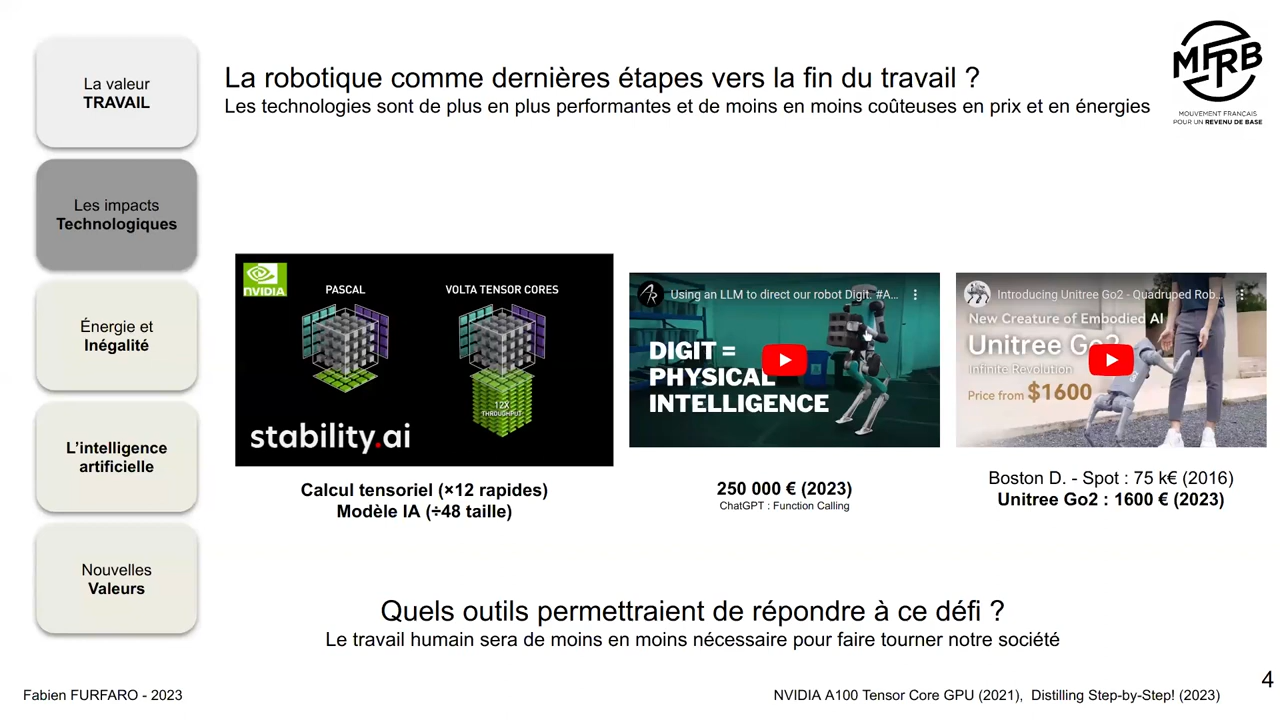 La valeur
TRAVAIL
Les impacts
Technologiques
Énergie et
Inégalité
L'intelligence
artificielle
Nouvelles
Valeurs
La robotique comme dernières étapes vers la fin du travail ?
Les technologies sont de plus en plus performantes et de moins en moins coûteuses en prix et en énergies
MFRB
MOUVEMENT FRANÇAIS
POUR UN REVENU DE BASE
NVIDIA
PASCAL
VOLTA TENSOR CORES
12X
THROUGHPUT
stability.ai
Calcul tensoriel (×12 rapides)
Modèle IA (÷48 taille)
Using an LLM to direct our robot Digit. #A...
DIGIT =
PHYSICAL
INTELLIGENCE
250 000 € (2023)
ChatGPT : Function Calling
Introducing Unitree Go2 - Quadruped Rob...
New Creature of Embodied AI
Unitree Go2
Infinite Revolution
Price from $1600
Boston D. - Spot : 75 k€ (2016)
Unitree Go2 : 1600 € (2023)
Quels outils permettraient de répondre à ce défi ?
Le travail humain sera de moins en moins nécessaire pour faire tourner notre société
Fabien FURFARO - 2023
NVIDIA A100 Tensor Core GPU (2021), Distilling Step-by-Step! (2023)
4